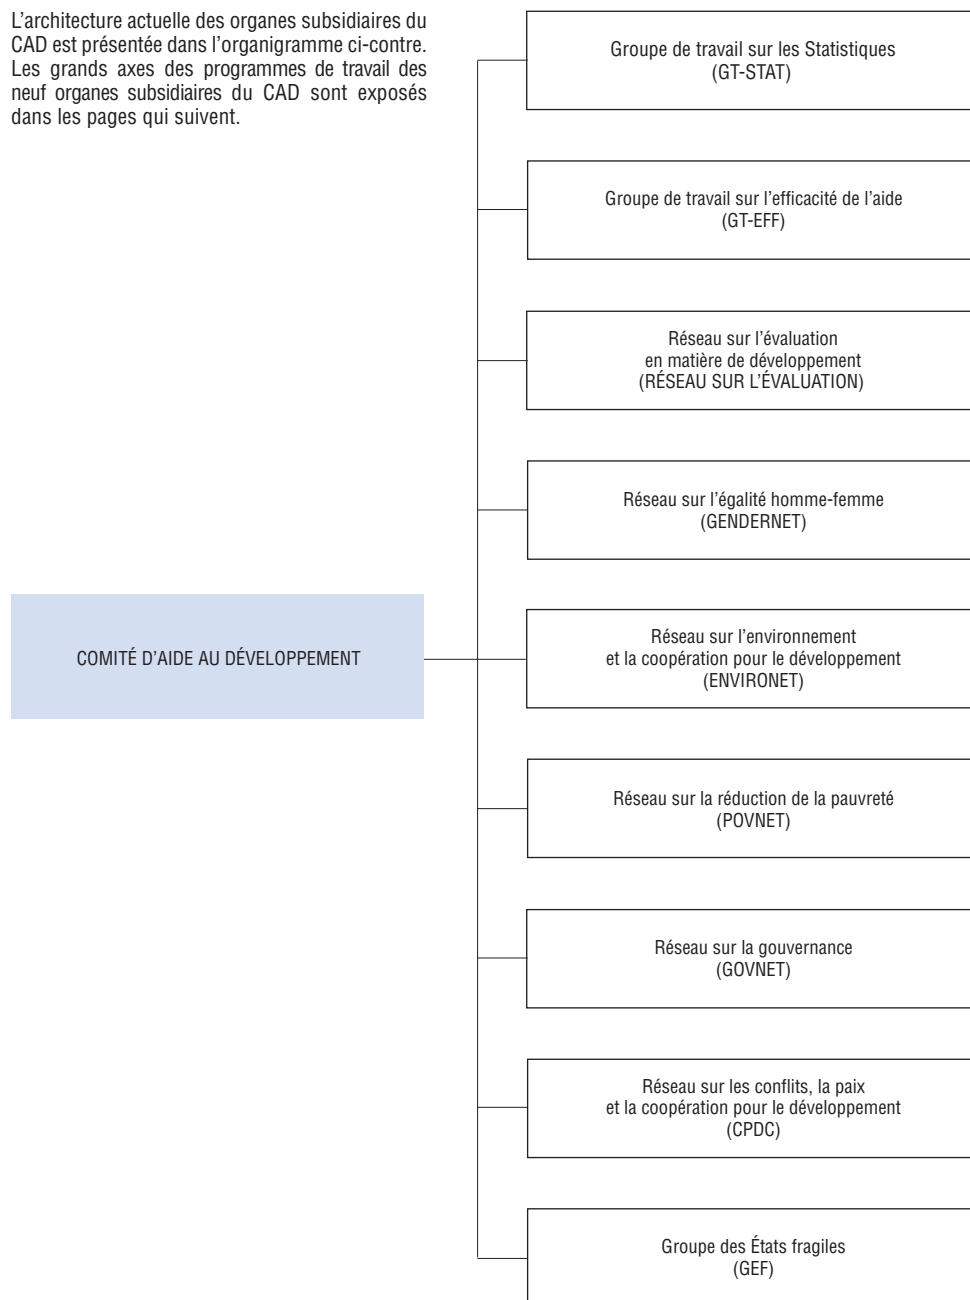 L’architecture actuelle des organes subsidiaires du
CAD est présentée dans l’organigramme ci-contre.
Les grands axes des programmes de travail des
neuf organes subsidiaires du CAD sont exposés
dans les pages qui suivent.
Groupe de travail sur les Statistiques
(GT-STAT)
Groupe de travail sur l’efficacité de l’aide
(GT-EFF)
Réseau sur l’évaluation
en matière de développement
(RÉSEAU SUR L’ÉVALUATION)
Réseau sur l’égalité homme-femme
(GENDERNET)
COMITÉ D’AIDE AU DÉVELOPPEMENT
Réseau sur l’environnement
et la coopération pour le développement
(ENVIRONET)
Réseau sur la réduction de la pauvreté
(POVNET)
Réseau sur la gouvernance
(GOVNET)
Réseau sur les conflits, la paix
et la coopération pour le développement
(CPDC)
Groupe des États fragiles
(GEF)